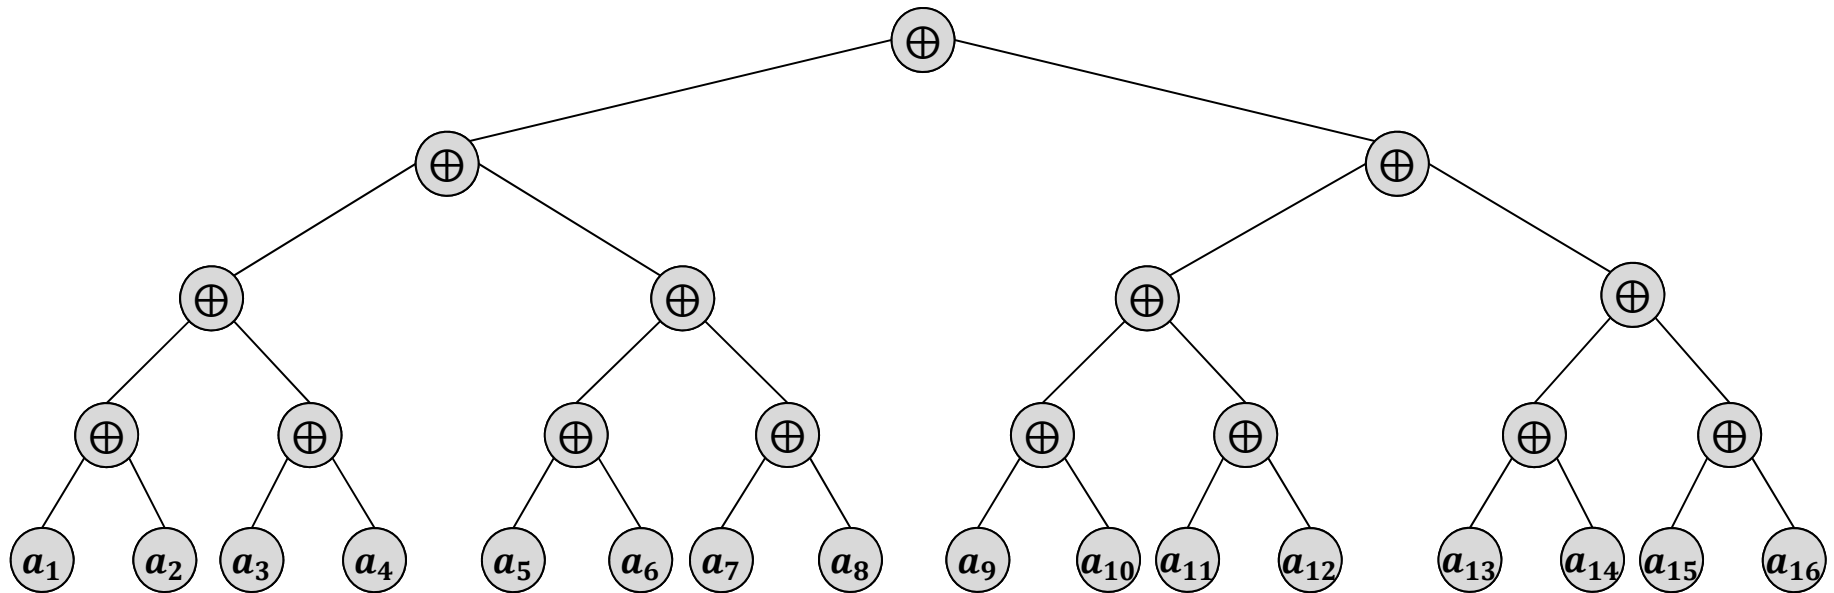 ⊕
⊕ ⊕
⊕ ⊕ ⊕ ⊕
⊕ ⊕ ⊕ ⊕ ⊕ ⊕ ⊕ ⊕
a₁ a₂ a₃ a₄ a₅ a₆ a₇ a₈ a₉ a₁₀ a₁₁ a₁₂ a₁₃ a₁₄ a₁₅ a₁₆